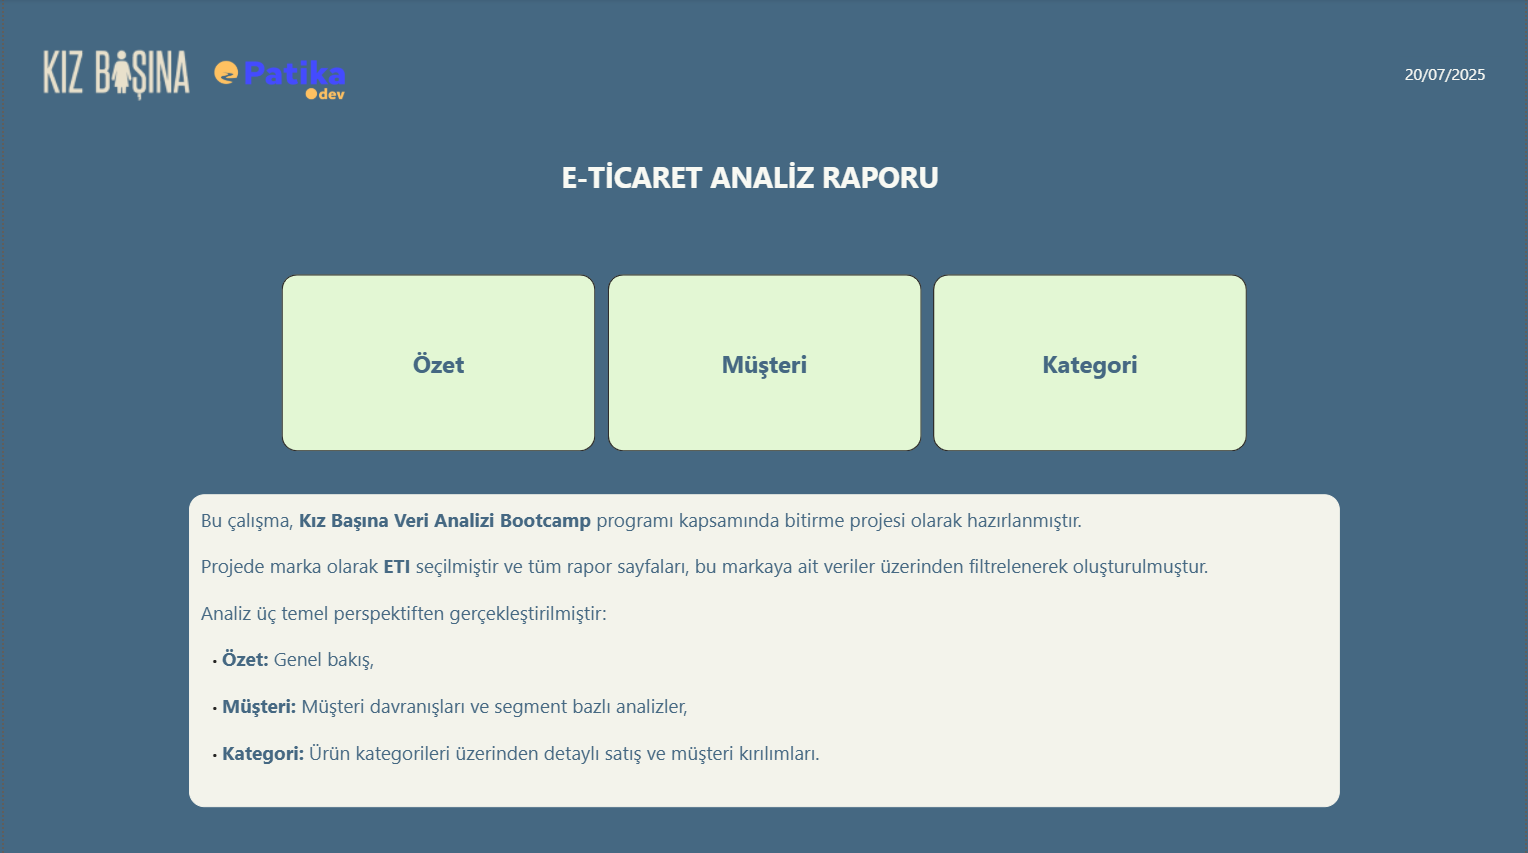 KIZ BAŞINA
Patika
dev
20/07/2025
E-TİCARET ANALİZ RAPORU
Özet
Müşteri
Kategori
Bu çalışma, Kız Başına Veri Analizi Bootcamp programı kapsamında bitirme projesi olarak hazırlanmıştır.
Projede marka olarak ETI seçilmiştir ve tüm rapor sayfaları, bu markaya ait veriler üzerinden filtrelenerek oluşturulmuştur.
Analiz üç temel perspektiften gerçekleştirilmiştir:
• Özet: Genel bakış,
• Müşteri: Müşteri davranışları ve segment bazlı analizler,
• Kategori: Ürün kategorileri üzerinden detaylı satış ve müşteri kırılımları.